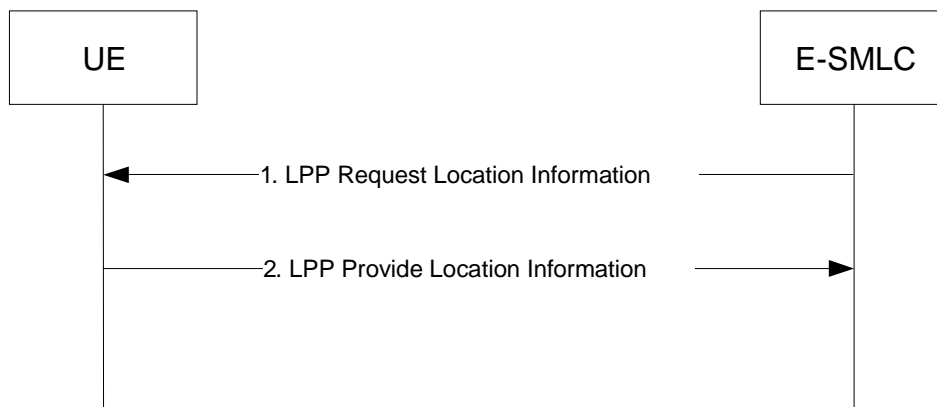 UE
E-SMLC
1. LPP Request Location Information
2. LPP Provide Location Information